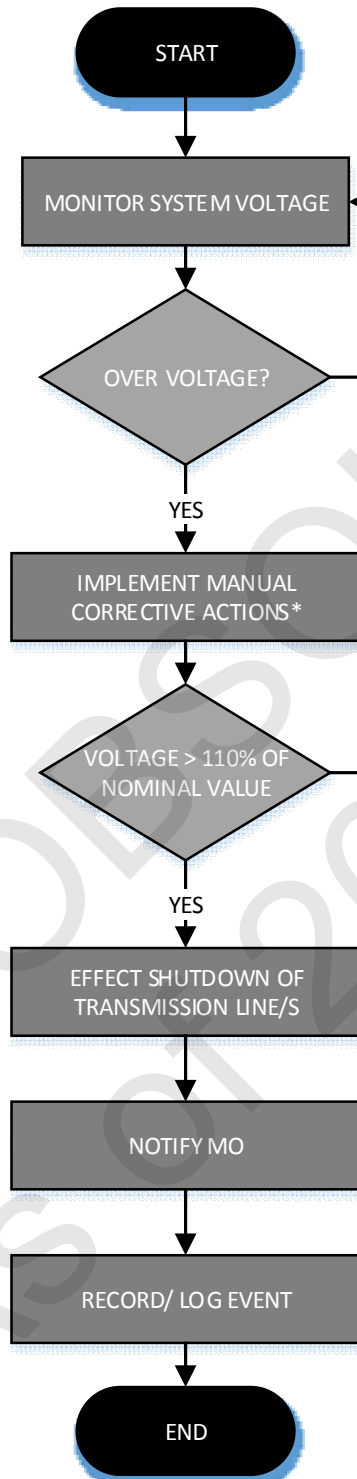 START
MONITOR SYSTEM VOLTAGE
OVER VOLTAGE?
YES
IMPLEMENT MANUAL
CORRECTIVE ACTIONS*
VOLTAGE > 110% OF
NOMINAL VALUE
YES
EFFECT SHUTDOWN OF
TRANSMISSION LINE/S
NOTIFY MO
RECORD/ LOG EVENT
END